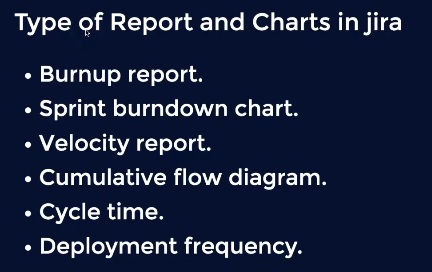 Type of Report and Charts in jira
• Burnup report.
• Sprint burndown chart.
• Velocity report.
• Cumulative flow diagram.
• Cycle time.
• Deployment frequency.